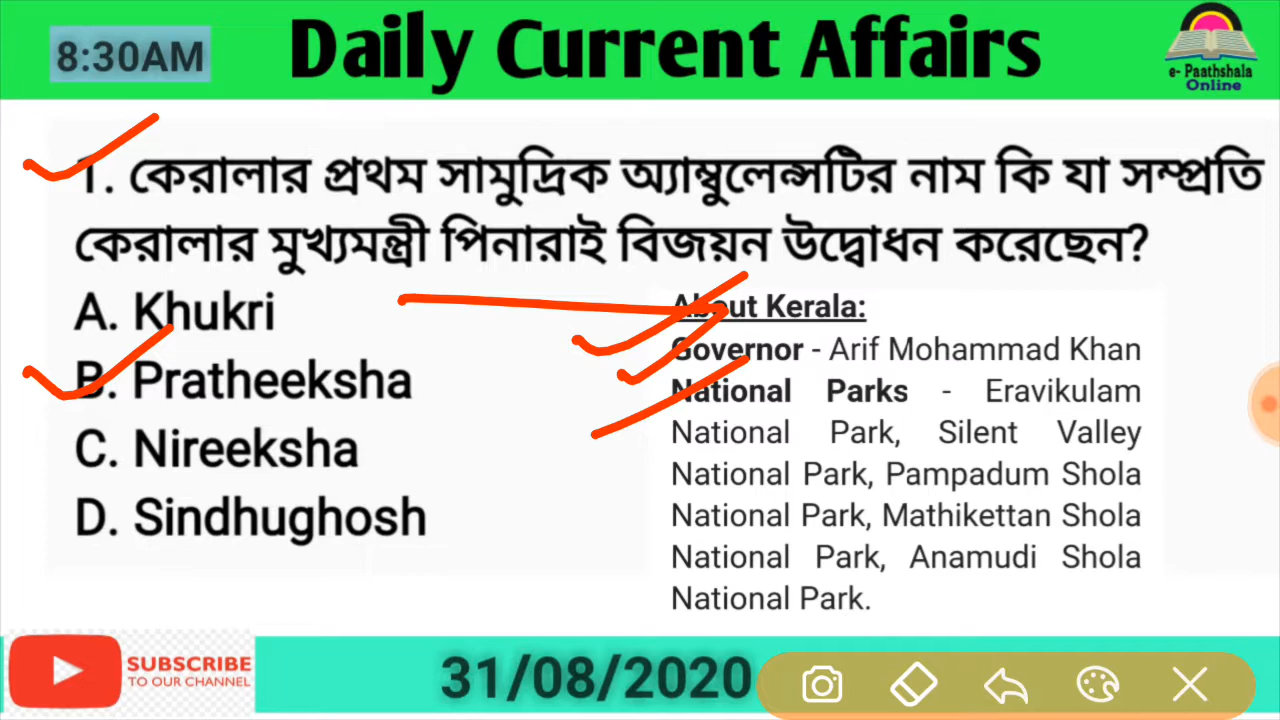 8:30AM
Daily Current Affairs
e- Paathshala
Online
1. কেরালার প্রথম সামুদ্রিক অ্যাম্বুলেন্সটির নাম কি যা সম্প্রতি
কেরালার মুখ্যমন্ত্রী পিনারাই বিজয়ন উদ্বোধন করেছেন?
A. Khukri
B. Pratheeksha
C. Nireeksha
D. Sindhughosh
About Kerala:
Governor - Arif Mohammad Khan
National Parks - Eravikulam
National Park, Silent Valley
National Park, Pampadum Shola
National Park, Mathikettan Shola
National Park, Anamudi Shola
National Park.
SUBSCRIBE
TO OUR CHANNEL
31/08/2020